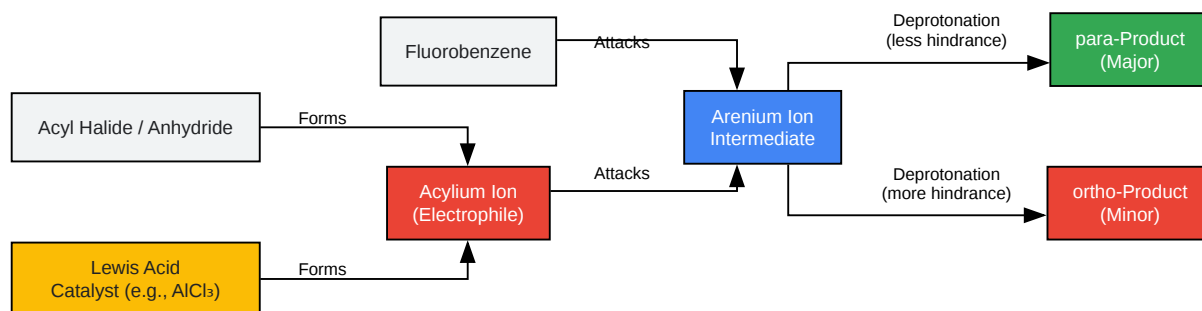 Deprotonation
(less hindrance)
para-Product
(Major)
Fluorobenzene
Attacks
Acyl Halide / Anhydride
Forms
Arenium Ion
Intermediate
Acylium Ion
(Electrophile)
Attacks
Deprotonation
(more hindrance)
ortho-Product
(Minor)
Lewis Acid
Catalyst (e.g., AlCl₃)
Forms